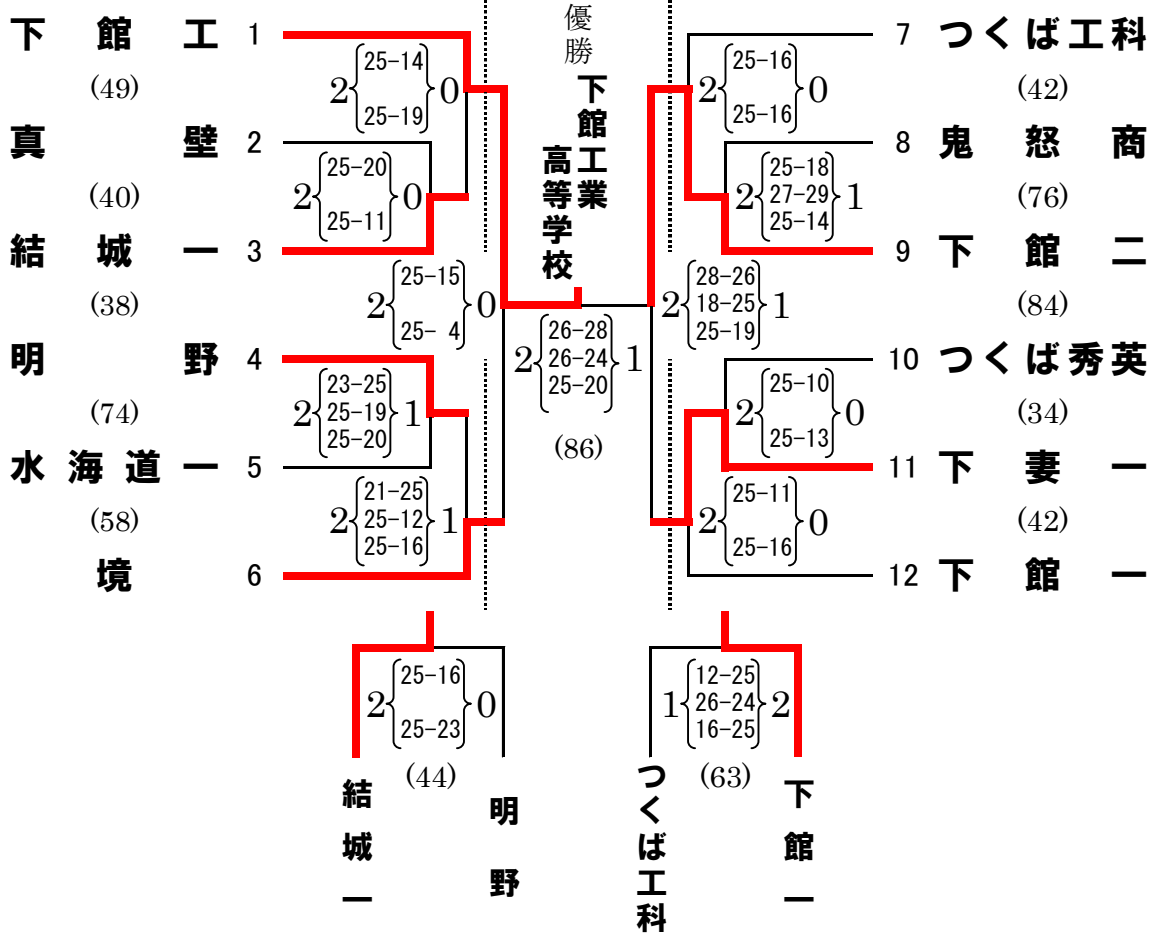 優勝
下館工業
高等学校
下館工 1
(49)
真壁 2
(40)
結城一 3
(38)
明野 4
(74)
水海道一 5
(58)
境 6
2 25-14 0
25-19
2 25-20 0
25-11
2 25-15 0
25- 4
2 23-25 1
25-19
25-20
2 21-25 1
25-12
25-16
2 26-28 1
26-24
25-20
(86)
7 つくば工科
(42)
8 鬼怒商
(76)
9 下館二
(84)
10 つくば秀英
(34)
11 下妻一
(42)
12 下館一
2 25-16 0
25-16
2 25-18 1
27-29
25-14
2 28-26 1
18-25
25-19
2 25-10 0
25-13
2 25-11 0
25-16
2 25-16 0
25-23
(44)
結城一
明野
1 12-25 2
26-24
16-25
(63)
つくば工科
下館一